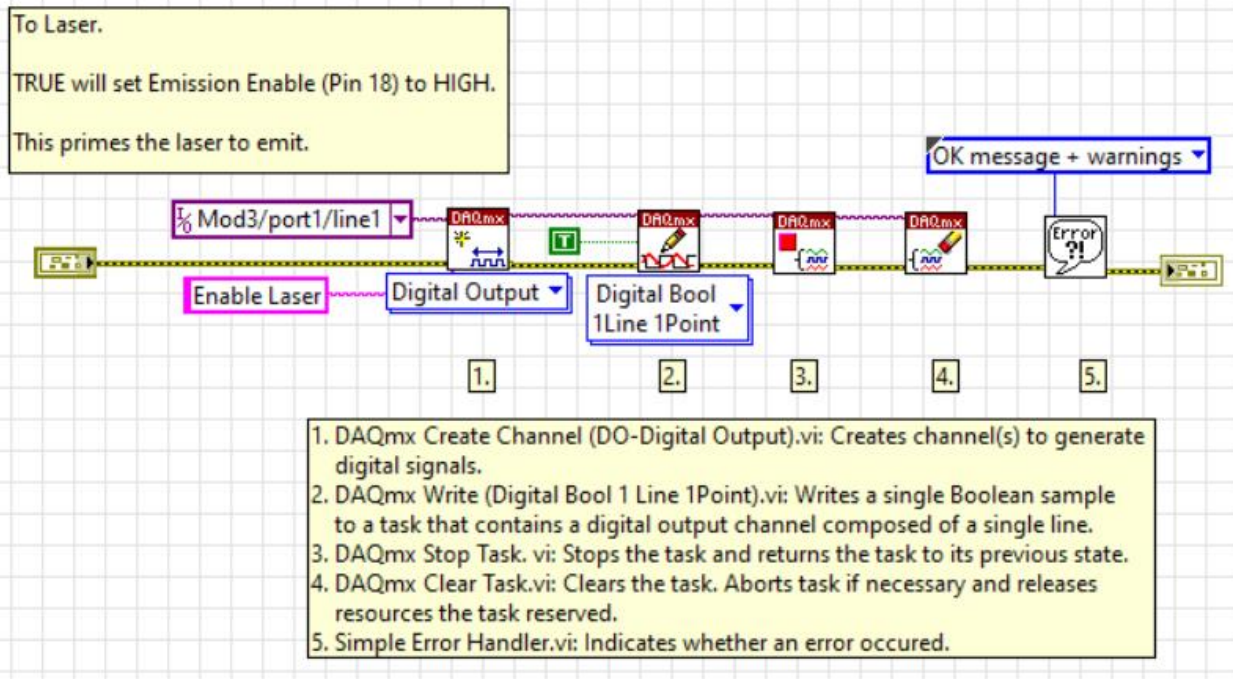 To Laser.
TRUE will set Emission Enable (Pin 18) to HIGH.
This primes the laser to emit.
OK message + warnings
I/O Mod3/port1/line1
DAQmx
DAQmx
DAQmx
DAQmx
T
Error
?!
Enable Laser
Digital Output
Digital Bool
1Line 1Point
1.
2.
3.
4.
5.
1. DAQmx Create Channel (DO-Digital Output).vi: Creates channel(s) to generate
digital signals.
2. DAQmx Write (Digital Bool 1 Line 1Point).vi: Writes a single Boolean sample
to a task that contains a digital output channel composed of a single line.
3. DAQmx Stop Task. vi: Stops the task and returns the task to its previous state.
4. DAQmx Clear Task.vi: Clears the task. Aborts task if necessary and releases
resources the task reserved.
5. Simple Error Handler.vi: Indicates whether an error occured.